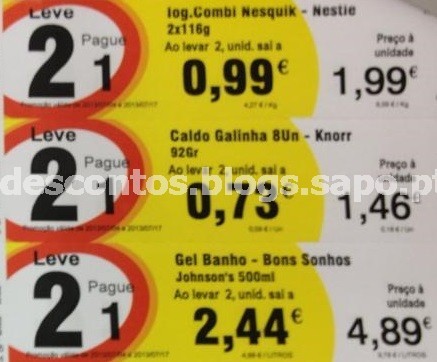 Leve
2 Pague 1
Iog.Combi Nesquik - Nestle
2x116g
Ao levar 2, unid. sai a
0,99€
Preço à
unidade
1,99€
Leve
2 Pague 1
Caldo Galinha 8Un - Knorr
92Gr
Ao levar 2, unid. sai a
0,73€
Preço à
unidade
1,46€
descontos.blogs.sapo.pt
Leve
2 Pague 1
Gel Banho - Bons Sonhos
Johnson's 500ml
Ao levar 2, unid. sai a
2,44€
Preço à
unidade
4,89€